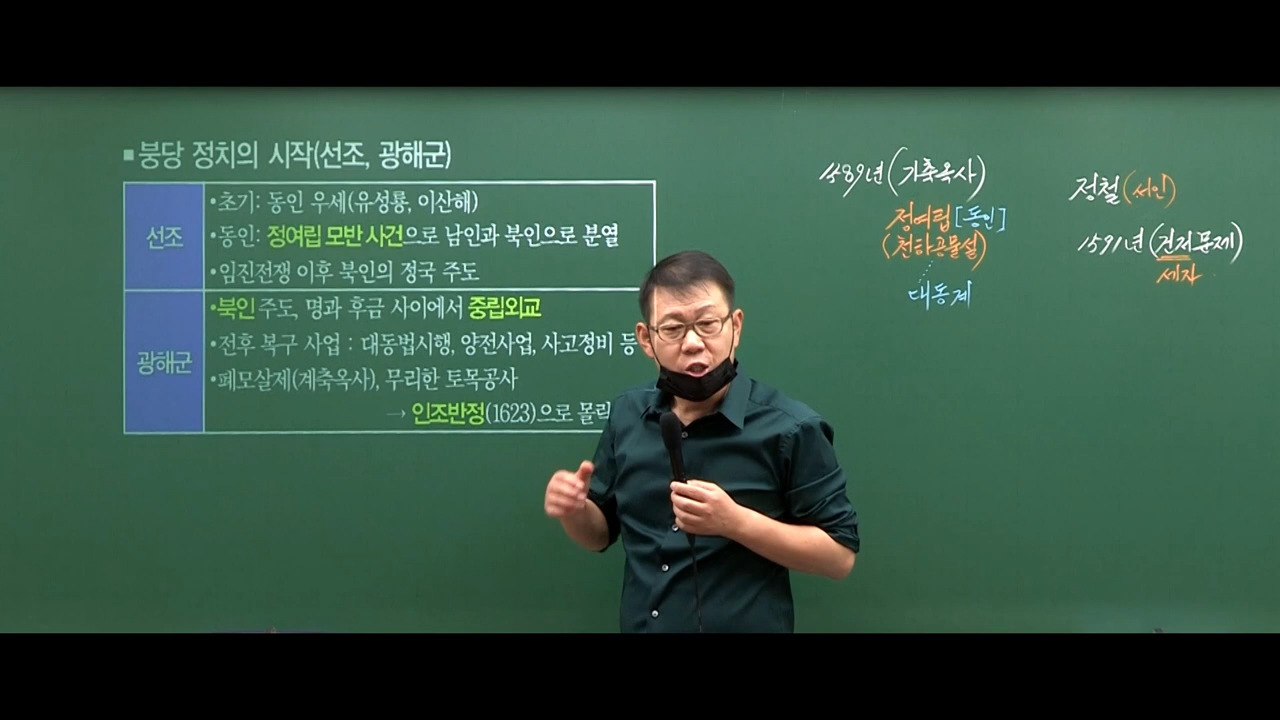 ▪붕당 정치의 시작(선조, 광해군)
선조
•초기: 동인 우세(유성룡, 이산해)
•동인: 정여립 모반 사건으로 남인과 북인으로 분열
•임진전쟁 이후 북인의 정국 주도
광해군
•북인 주도, 명과 후금 사이에서 중립외교
•전후 복구 사업 : 대동법시행, 양전사업, 사고정비 등
•폐모살제(계축옥사), 무리한 토목공사
→ 인조반정(1623)으로 몰락
1589년 (기축옥사)
정여립 [동인]
(천하공물설)
대동계
정철 (서인)
1591년 (건저문제)
세자